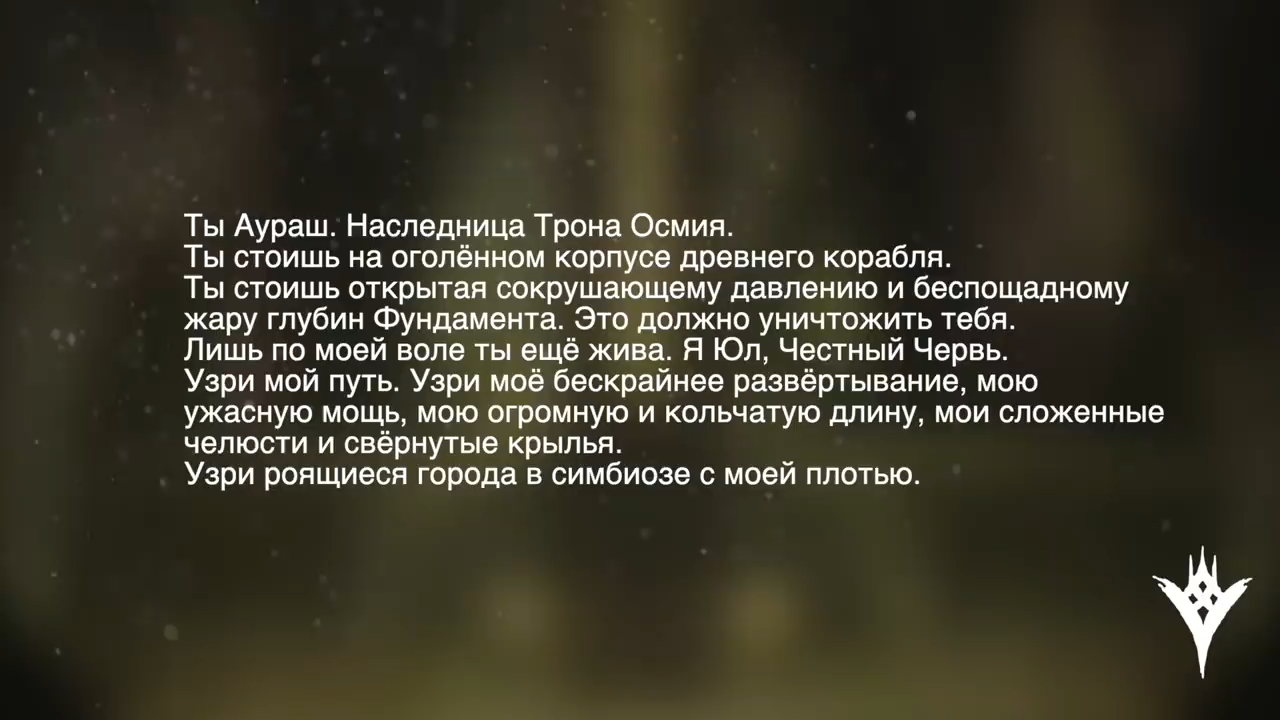 Ты Аураш. Наследница Трона Осмия.
Ты стоишь на оголённом корпусе древнего корабля.
Ты стоишь открытая сокрушающему давлению и беспощадному
жару глубин Фундамента. Это должно уничтожить тебя.
Лишь по моей воле ты ещё жива. Я Юл, Честный Червь.
Узри мой путь. Узри моё бескрайнее развёртывание, мою
ужасную мощь, мою огромную и кольчатую длину, мои сложенные
челюсти и свёрнутые крылья.
Узри роящиеся города в симбиозе с моей плотью.